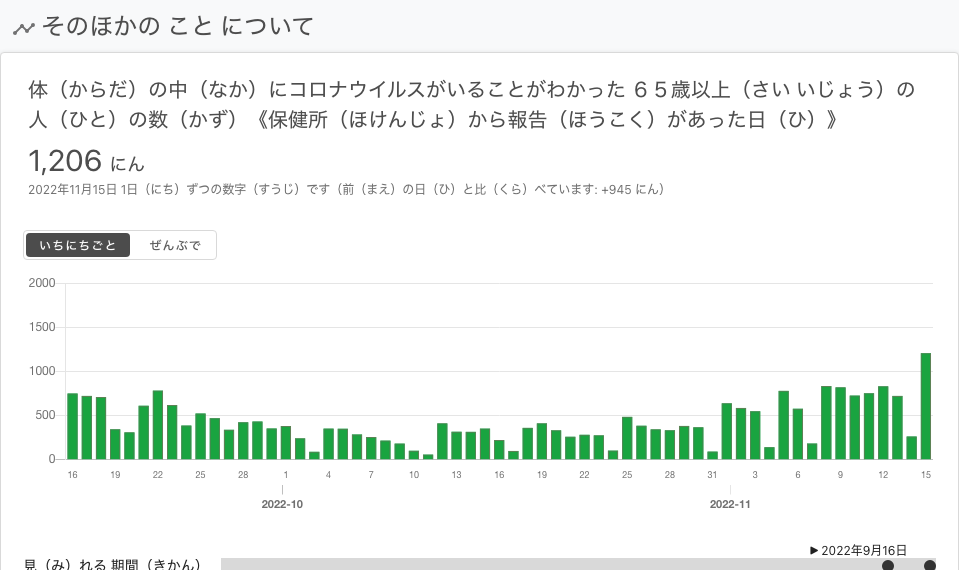 そのほかの こと について
体（からだ）の中（なか）にコロナウイルスがいることがわかった ６５歳以上（さい いじょう）の
人（ひと）の数（かず）《保健所（ほけんじょ）から報告（ほうこく）があった日（ひ）》
1,206 にん
2022年11月15日 1日（にち）ずつの数字（すうじ）です（前（まえ）の日（ひ）と比（くら）べています: +945 にん）
いちにちごと ぜんぶで
2000
1500
1000
500
0
16 19 22 25 28 1 4 7 10 13 16 19 22 25 28 31 3 6 9 12 15
2022-10 2022-11
▶2022年9月16日
見（み）れる 期間（きかん）